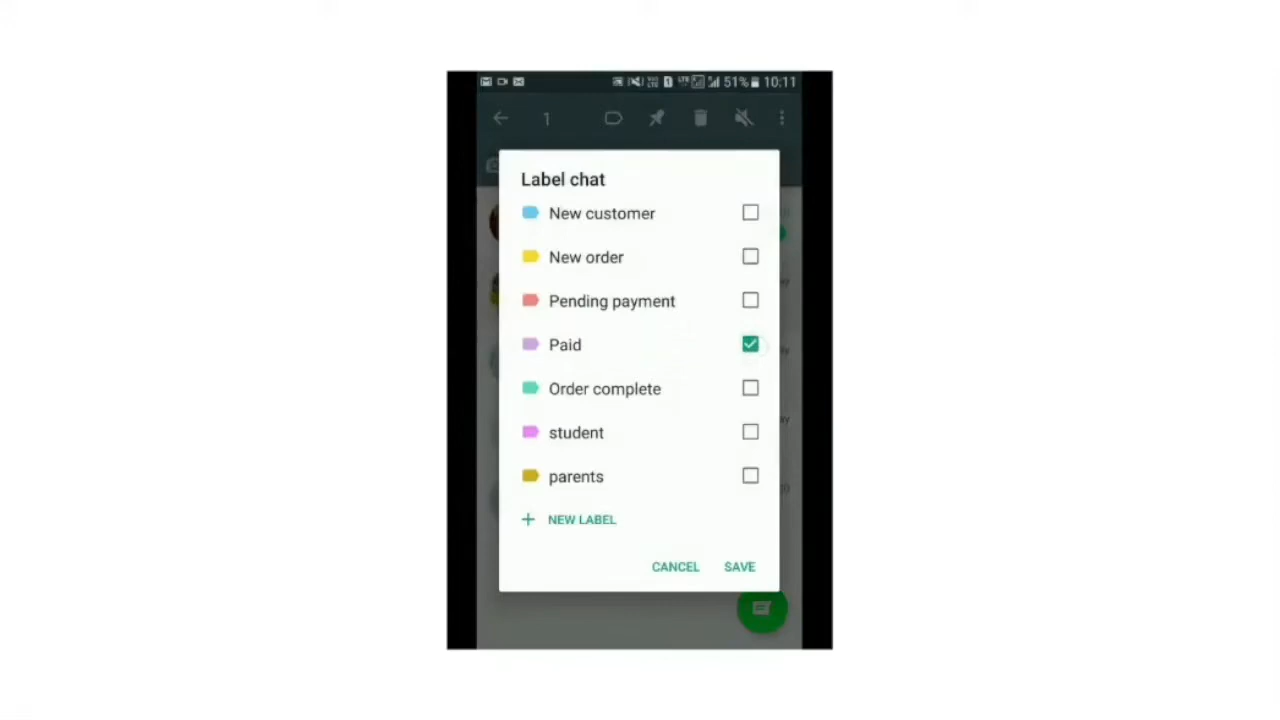 51% 10:11
1
Label chat
New customer
New order
Pending payment
Paid
Order complete
student
parents
+ NEW LABEL
CANCEL SAVE